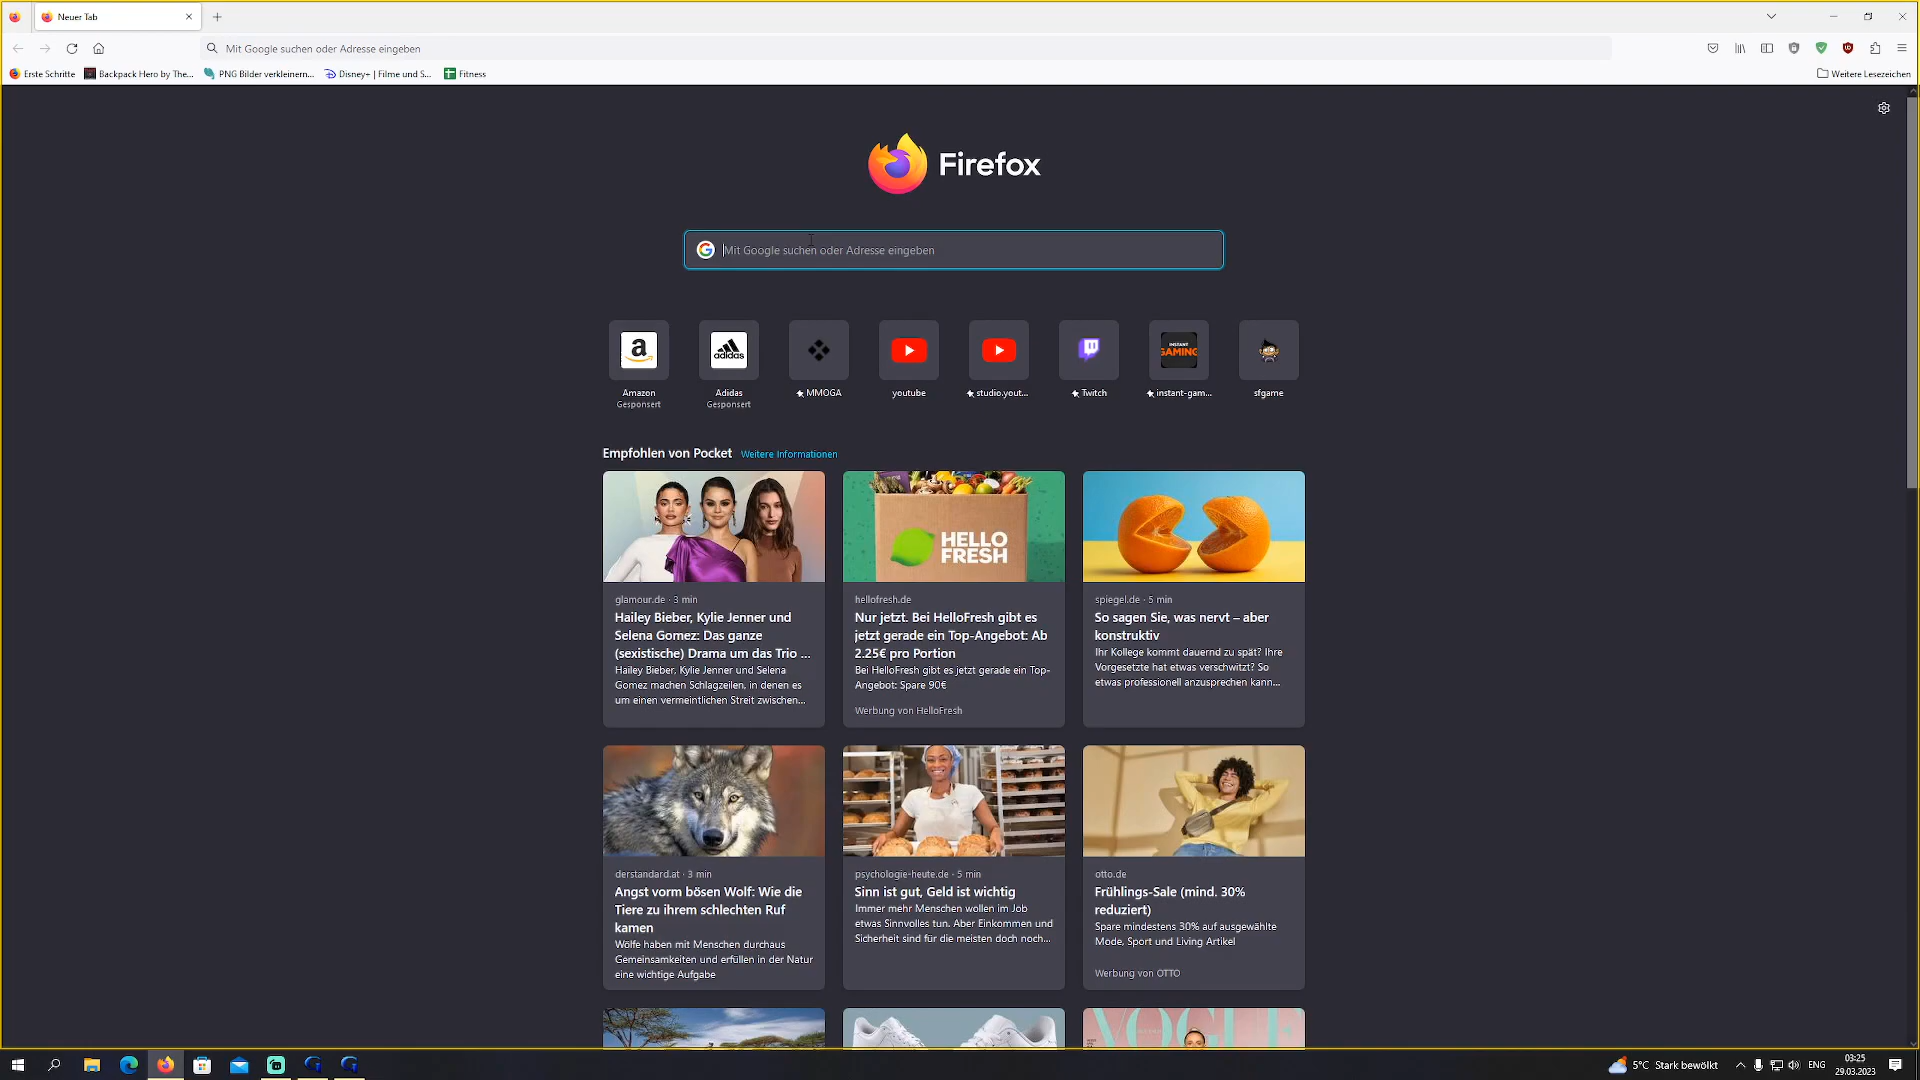 Neuer Tab
Mit Google suchen oder Adresse eingeben
Erste Schritte
Backpack Hero by The...
PNG Bilder verkleinern...
Disney+ | Filme und S...
Fitness
Weitere Lesezeichen
Firefox
Mit Google suchen oder Adresse eingeben
Amazon
Gesponsert
adidas
Adidas
Gesponsert
MMOGA
youtube
studio.yout...
Twitch
INSTANT
GAMING
instant-gam...
sfgame
Empfohlen von Pocket Weitere Informationen
glamour.de · 3 min
Hailey Bieber, Kylie Jenner und
Selena Gomez: Das ganze
(sexistische) Drama um das Trio ...
Hailey Bieber, Kylie Jenner und Selena
Gomez machen Schlagzeilen, in denen es
um einen vermeintlichen Streit zwischen...
HELLO
FRESH
hellofresh.de
Nur jetzt. Bei HelloFresh gibt es
jetzt gerade ein Top-Angebot: Ab
2.25€ pro Portion
Bei HelloFresh gibt es jetzt gerade ein Top-
Angebot: Spare 90€
Werbung von HelloFresh
spiegel.de · 5 min
So sagen Sie, was nervt – aber
konstruktiv
Ihr Kollege kommt dauernd zu spät? Ihre
Vorgesetzte hat etwas verschwitzt? So
etwas professionell anzusprechen kann...
derstandard.at · 3 min
Angst vorm bösen Wolf: Wie die
Tiere zu ihrem schlechten Ruf
kamen
Wölfe haben mit Menschen durchaus
Gemeinsamkeiten und erfüllen in der Natur
eine wichtige Aufgabe
psychologie-heute.de · 5 min
Sinn ist gut, Geld ist wichtig
Immer mehr Menschen wollen im Job
etwas Sinnvolles tun. Aber Einkommen und
Sicherheit sind für die meisten doch noch...
otto.de
Frühlings-Sale (mind. 30%
reduziert)
Spare mindestens 30% auf ausgewählte
Mode, Sport und Living Artikel
Werbung von OTTO
VOGUE
5°C Stark bewölkt
ENG
03:25
29.03.2023